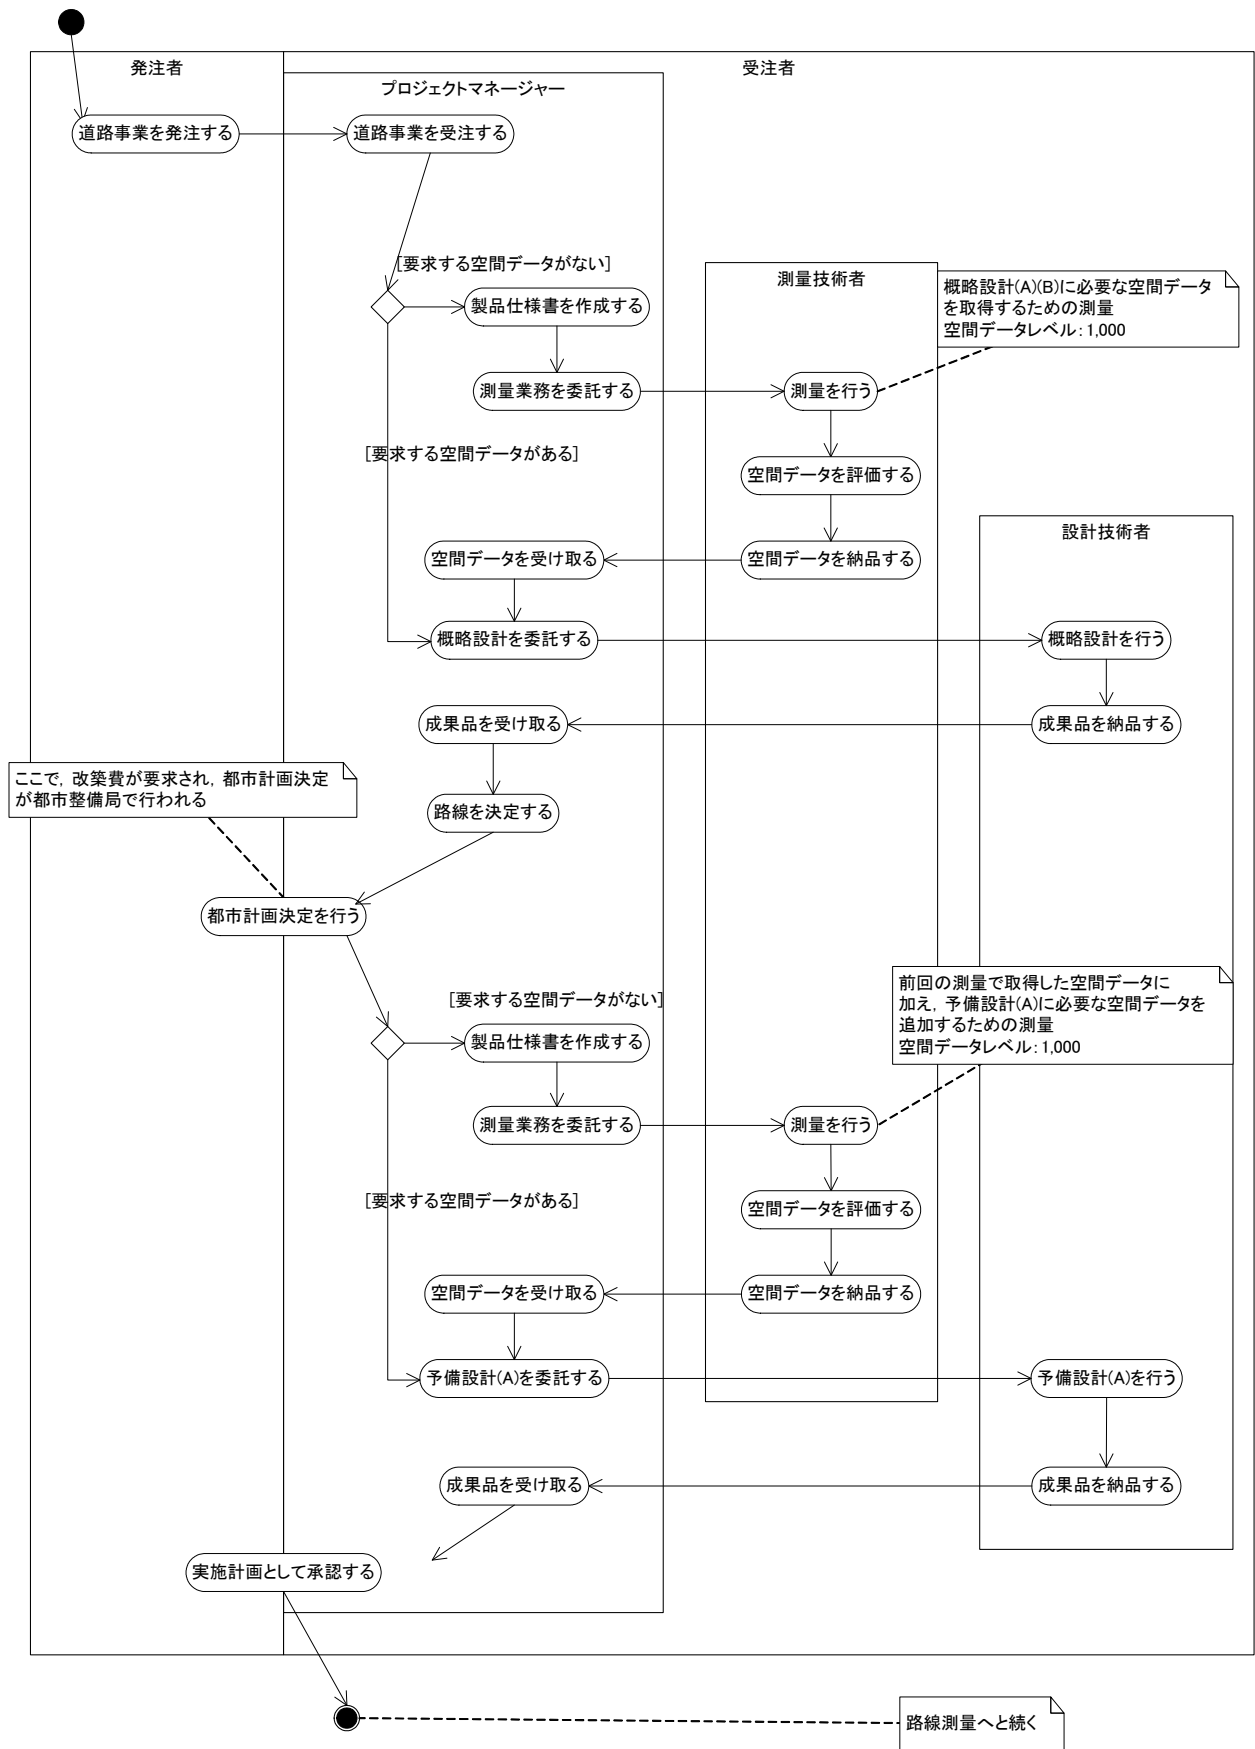 発注者
受注者
プロジェクトマネージャー
道路事業を発注する
道路事業を受注する
[要求する空間データがない]
測量技術者
概略設計(A)(B)に必要な空間データ
を取得するための測量
空間データレベル:1,000
製品仕様書を作成する
測量業務を委託する
測量を行う
[要求する空間データがある]
空間データを評価する
設計技術者
空間データを受け取る
空間データを納品する
概略設計を委託する
概略設計を行う
成果品を受け取る
成果品を納品する
ここで, 改築費が要求され, 都市計画決定
が都市整備局で行われる
路線を決定する
都市計画決定を行う
前回の測量で取得した空間データに
加え, 予備設計(A)に必要な空間データを
追加するための測量
空間データレベル:1,000
[要求する空間データがない]
製品仕様書を作成する
測量業務を委託する
測量を行う
[要求する空間データがある]
空間データを評価する
空間データを受け取る
空間データを納品する
予備設計(A)を委託する
予備設計(A)を行う
成果品を受け取る
成果品を納品する
実施計画として承認する
路線測量へと続く